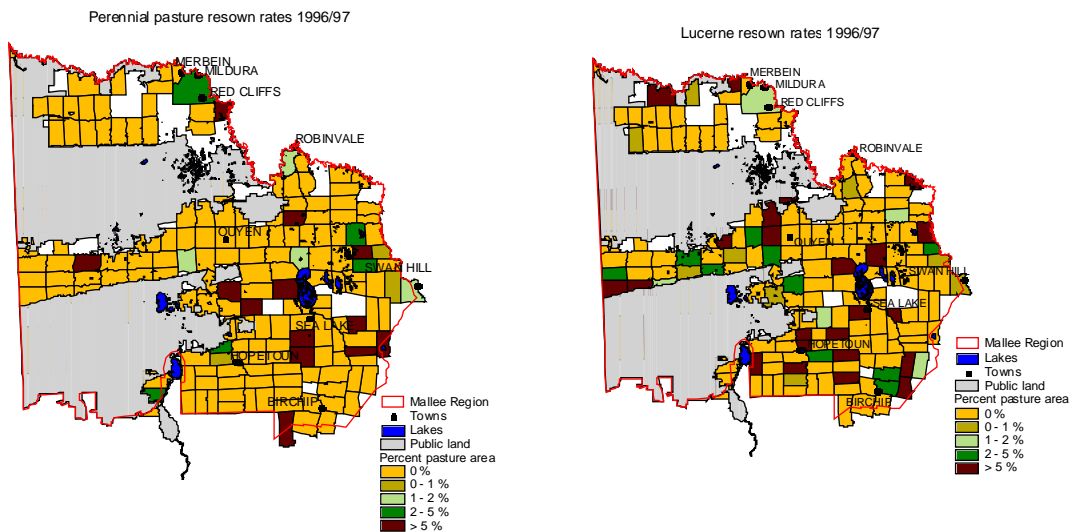 Perennial pasture resown rates 1996/97
MERBEIN
MILDURA
RED CLIFFS
ROBINVALE
OUYEN
SWAN HILL
SEA LAKE
HOPETOUN
BIRCHIP
Mallee Region
Towns
Lakes
Public land
Percent pasture area
0 %
0 - 1 %
1 - 2 %
2 - 5 %
> 5 %
Lucerne resown rates 1996/97
MERBEIN
MILDURA
RED CLIFFS
ROBINVALE
OUYEN
SWAN HILL
SEA LAKE
HOPETOUN
BIRCHIP
Mallee Region
Lakes
Towns
Public land
Percent pasture area
0 %
0 - 1 %
1 - 2 %
2 - 5 %
> 5 %